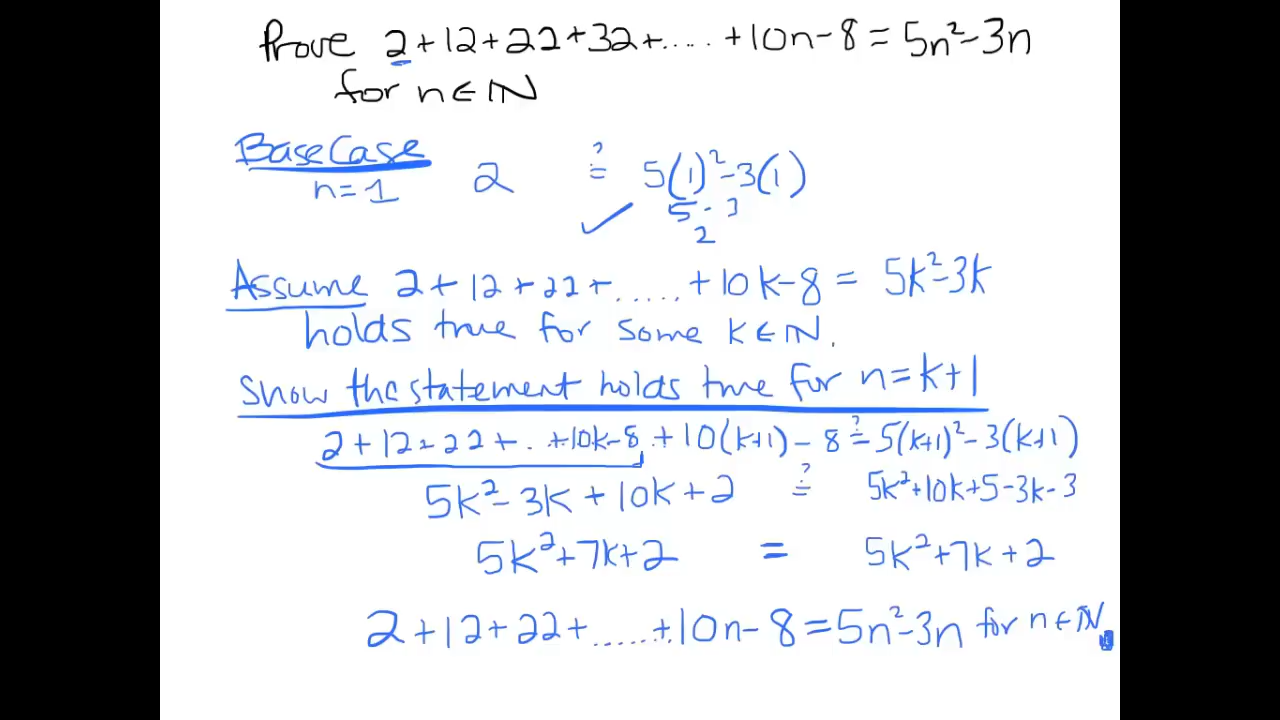 Prove 2+12+22+32+.....+10n-8=5n²-3n
for n∈ℕ
Base Case 2 ≟ 5(1)²-3(1)
n=1 ✓ 5-3
2
Assume 2+12+22+.....+10k-8=5k²-3k
holds true for some k∈ℕ.
Show the statement holds true for n=k+1
2+12+22+..+10k-8+10(k+1)-8≟5(k+1)²-3(k+1)
5k²-3k+10k+2 ≟ 5k²+10k+5-3k-3
5k²+7k+2 = 5k²+7k+2
2+12+22+......+10n-8=5n²-3n for n∈ℕ